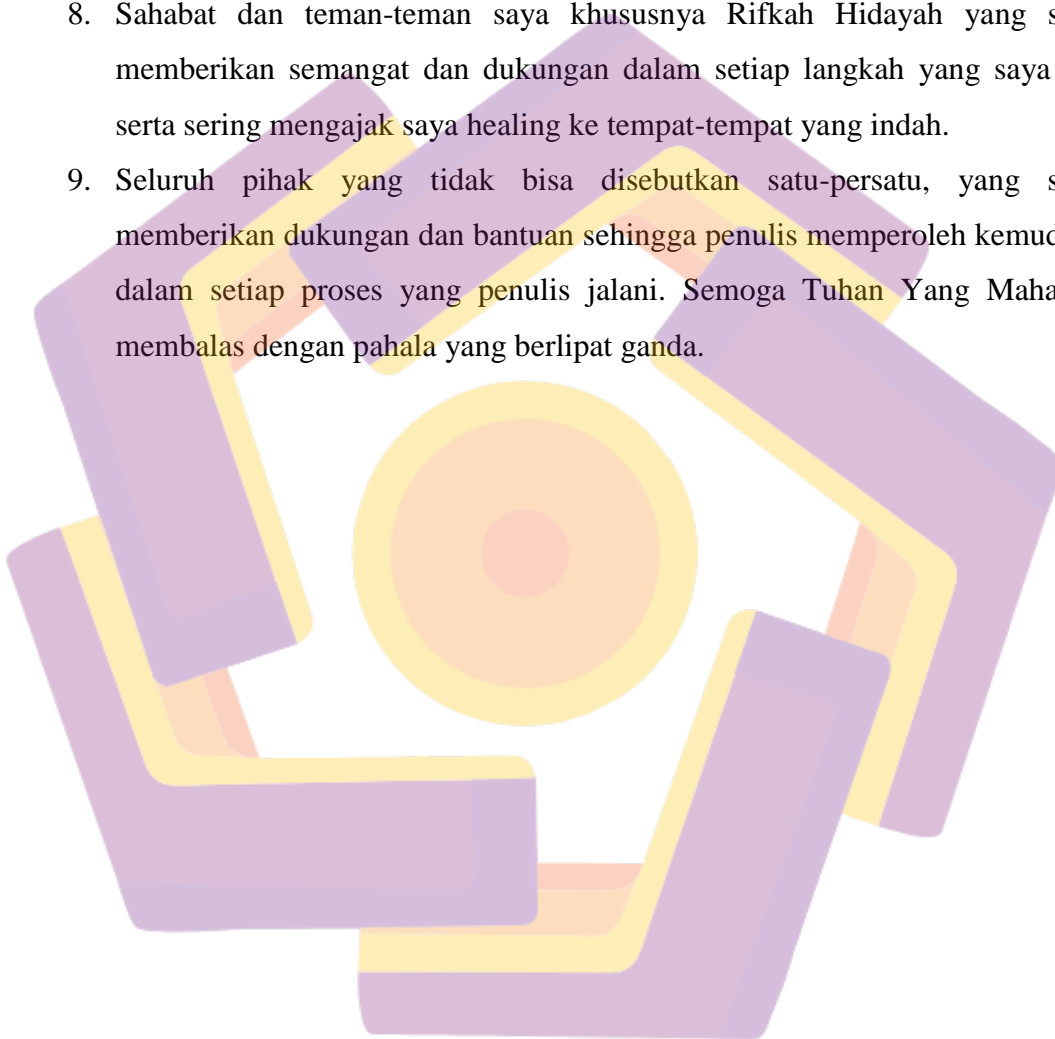 8. Sahabat dan teman-teman saya khususnya Rifkah Hidayah yang s
memberikan semangat dan dukungan dalam setiap langkah yang saya
serta sering mengajak saya healing ke tempat-tempat yang indah.
9. Seluruh pihak yang tidak bisa disebutkan satu-persatu, yang s
memberikan dukungan dan bantuan sehingga penulis memperoleh kemud
dalam setiap proses yang penulis jalani. Semoga Tuhan Yang Maha
membalas dengan pahala yang berlipat ganda.